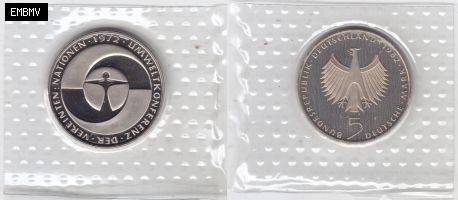 EMBMV
UMWELTKONFERENZ · DER · VEREINTEN · NATIONEN · 1972 ·
BUNDESREPUBLIK · DEUTSCHLAND · 1982
5
DEUTSCHE MARK